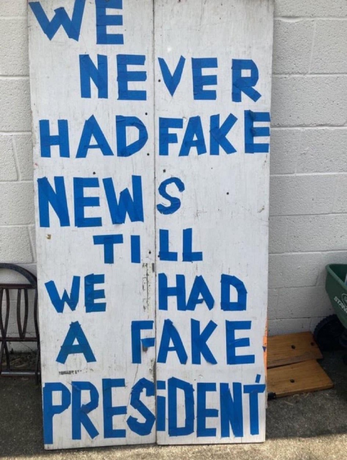 WE
NEVER
HAD FAKE
NEWS
TILL
WE HAD
A FAKE
PRESIDENT